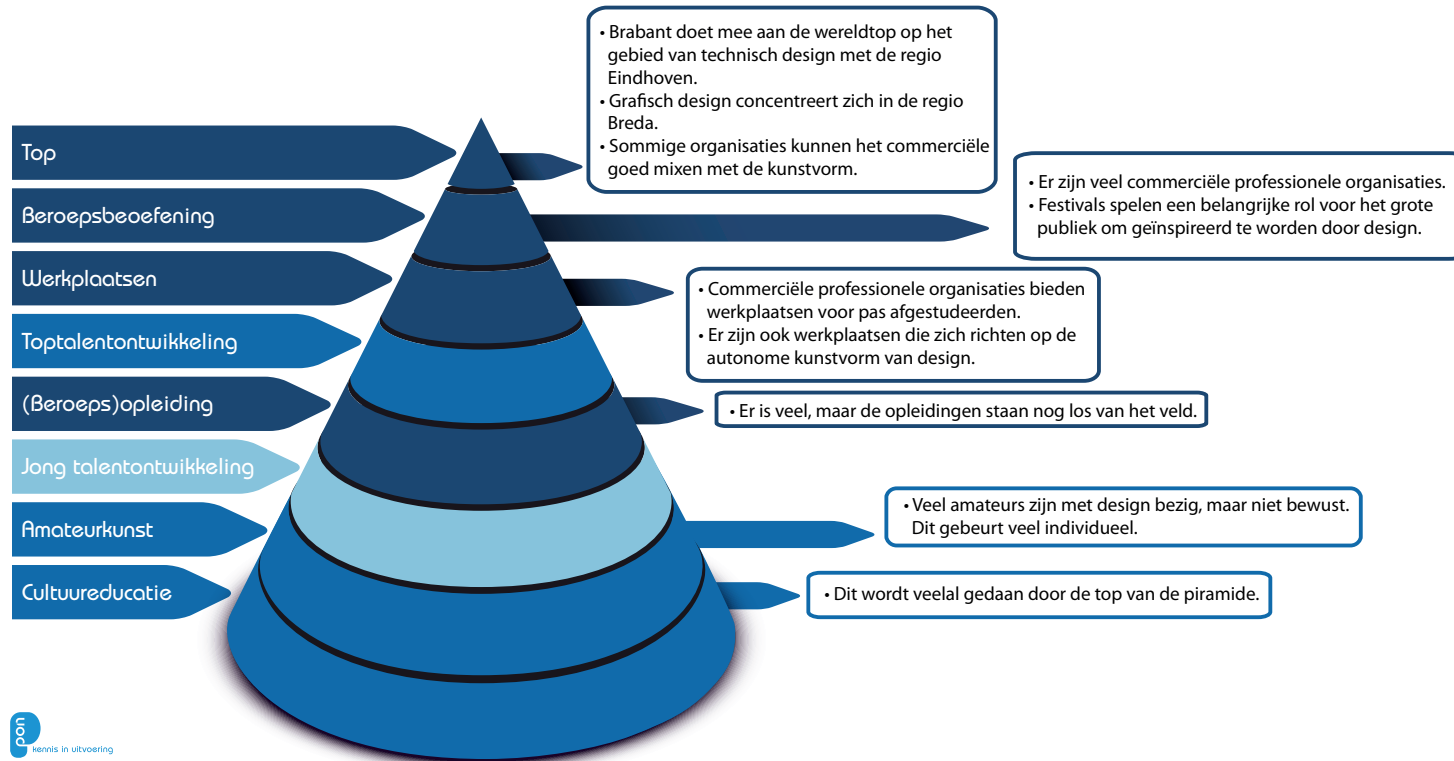 • Brabant doet mee aan de wereldtop op het
gebied van technisch design met de regio
Eindhoven.
• Grafisch design concentreert zich in de regio
Breda.
• Sommige organisaties kunnen het commerciële
goed mixen met de kunstvorm.
Top
• Er zijn veel commerciële professionele organisaties.
• Festivals spelen een belangrijke rol voor het grote
publiek om geïnspireerd te worden door design.
Beroepsbeoefening
Werkplaatsen
• Commerciële professionele organisaties bieden
werkplaatsen voor pas afgestudeerden.
• Er zijn ook werkplaatsen die zich richten op de
autonome kunstvorm van design.
Toptalentontwikkeling
(Beroeps)opleiding
• Er is veel, maar de opleidingen staan nog los van het veld.
Jong talentontwikkeling
Amateurkunst
• Veel amateurs zijn met design bezig, maar niet bewust.
Dit gebeurt veel individueel.
Cultuureducatie
• Dit wordt veelal gedaan door de top van de piramide.
pon
kennis in uitvoering